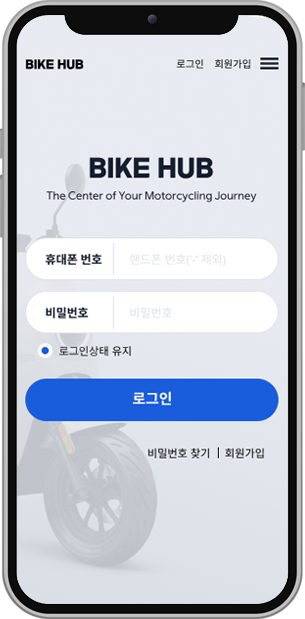 BIKE HUB 로그인 회원가입
BIKE HUB
The Center of Your Motorcycling Journey
휴대폰 번호 핸드폰 번호('-' 제외)
비밀번호 비밀번호
로그인상태 유지
로그인
비밀번호 찾기 | 회원가입